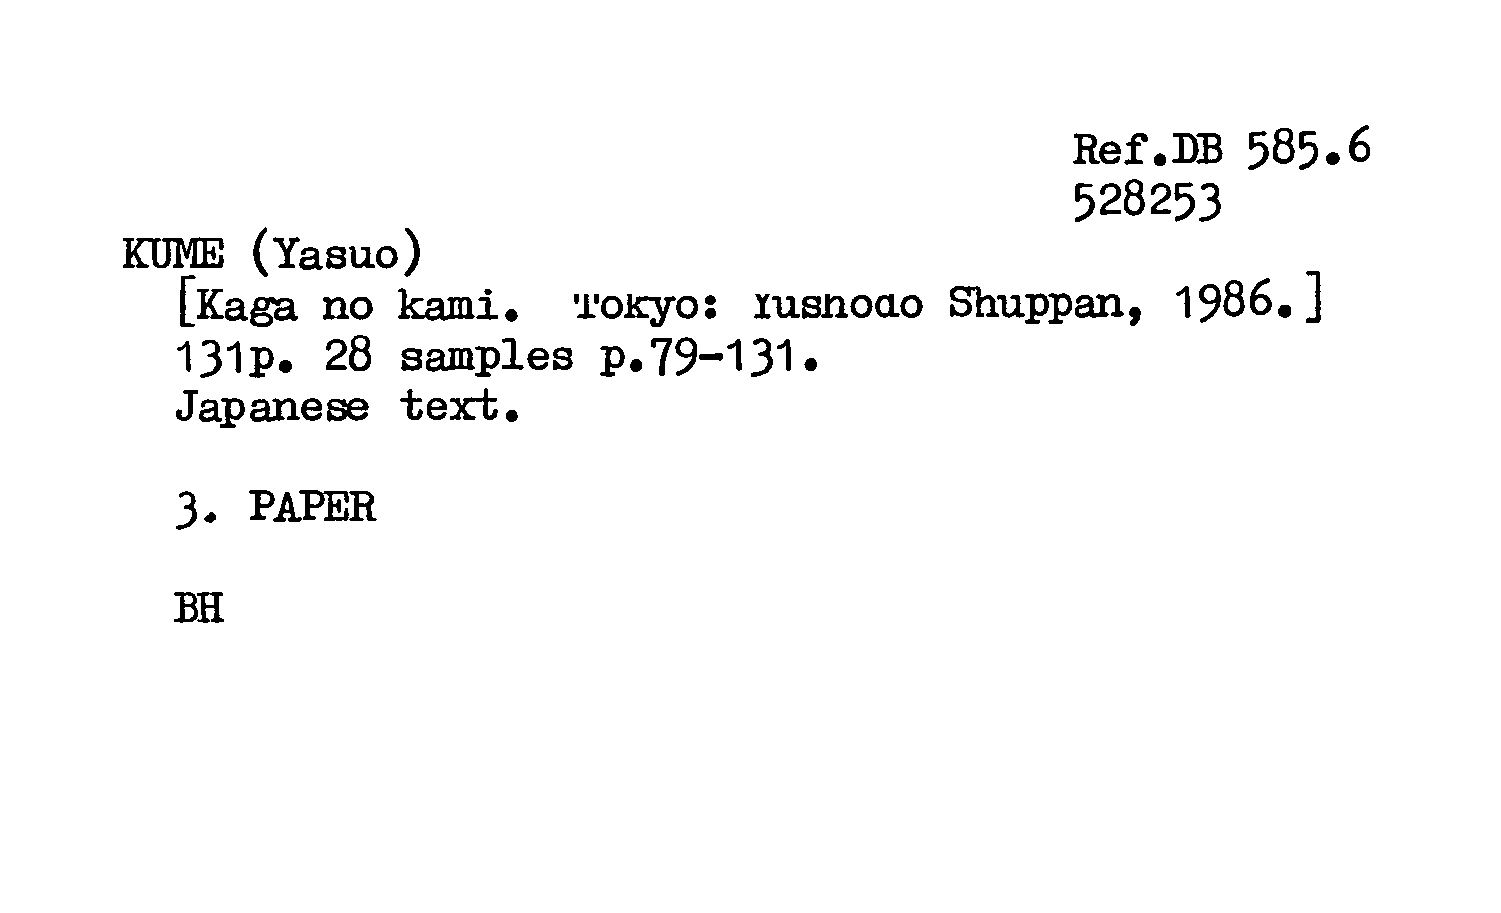 Ref.DB 585.6
528253
KUME (Yasuo)
[Kaga no kami. Tokyo: Yushodo Shuppan, 1986.]
131p. 28 samples p.79-131.
Japanese text.
3. PAPER
BH